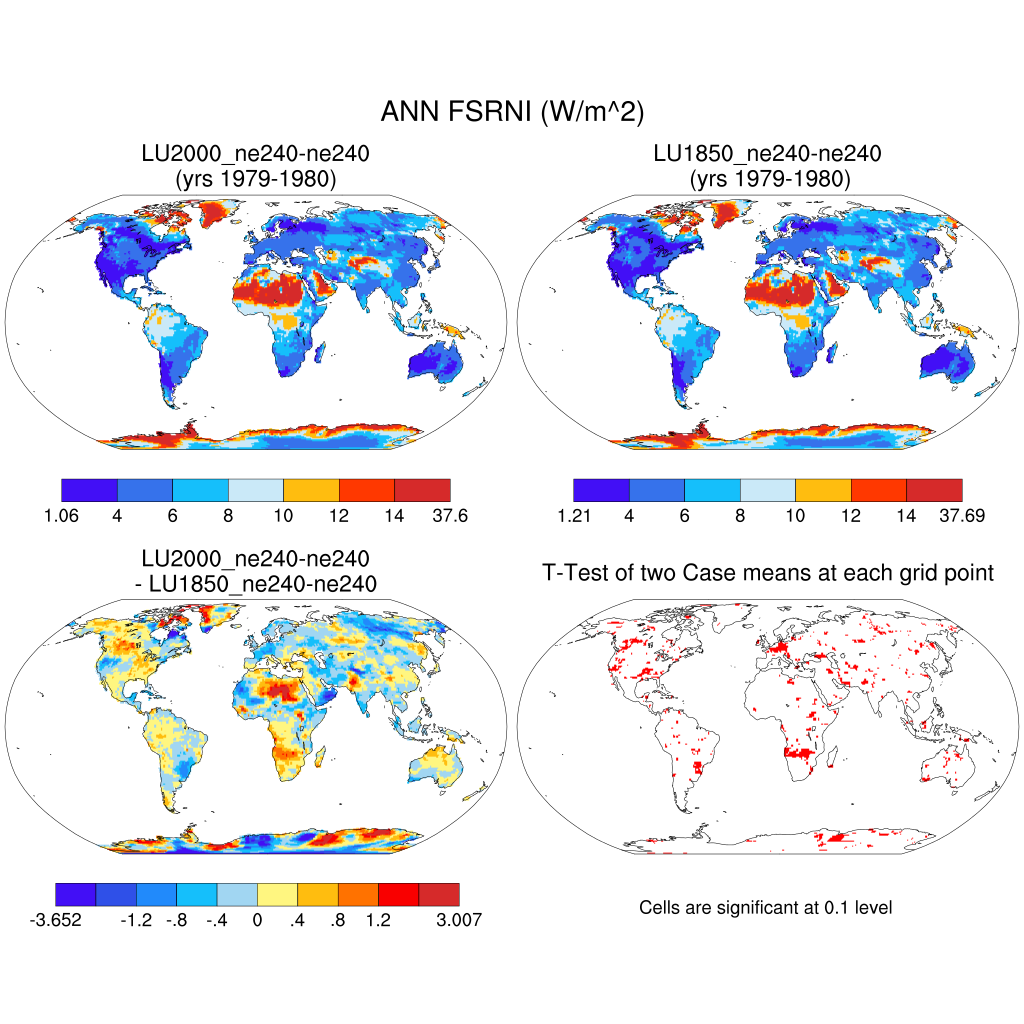 ANN FSRNI (W/m^2)
LU2000_ne240-ne240
(yrs 1979-1980)
LU1850_ne240-ne240
(yrs 1979-1980)
1.06 4 6 8 10 12 14 37.6
1.21 4 6 8 10 12 14 37.69
LU2000_ne240-ne240
- LU1850_ne240-ne240
T-Test of two Case means at each grid point
-3.652 -1.2 -.8 -.4 0 .4 .8 1.2 3.007
Cells are significant at 0.1 level